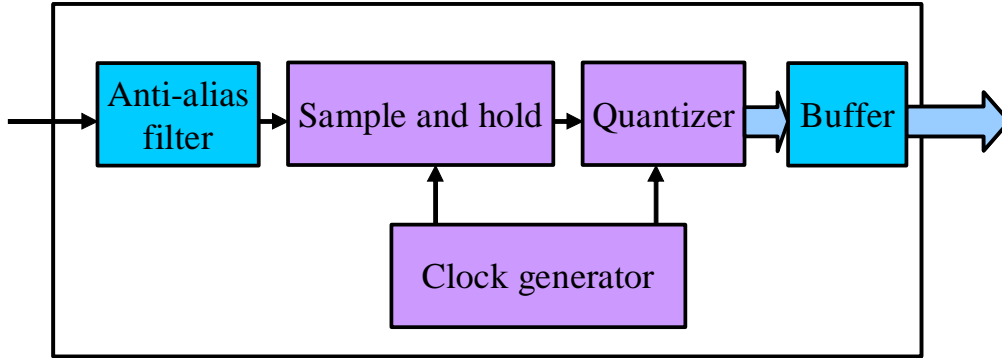 Anti-alias
filter
Sample and hold
Quantizer
Buffer
Clock generator